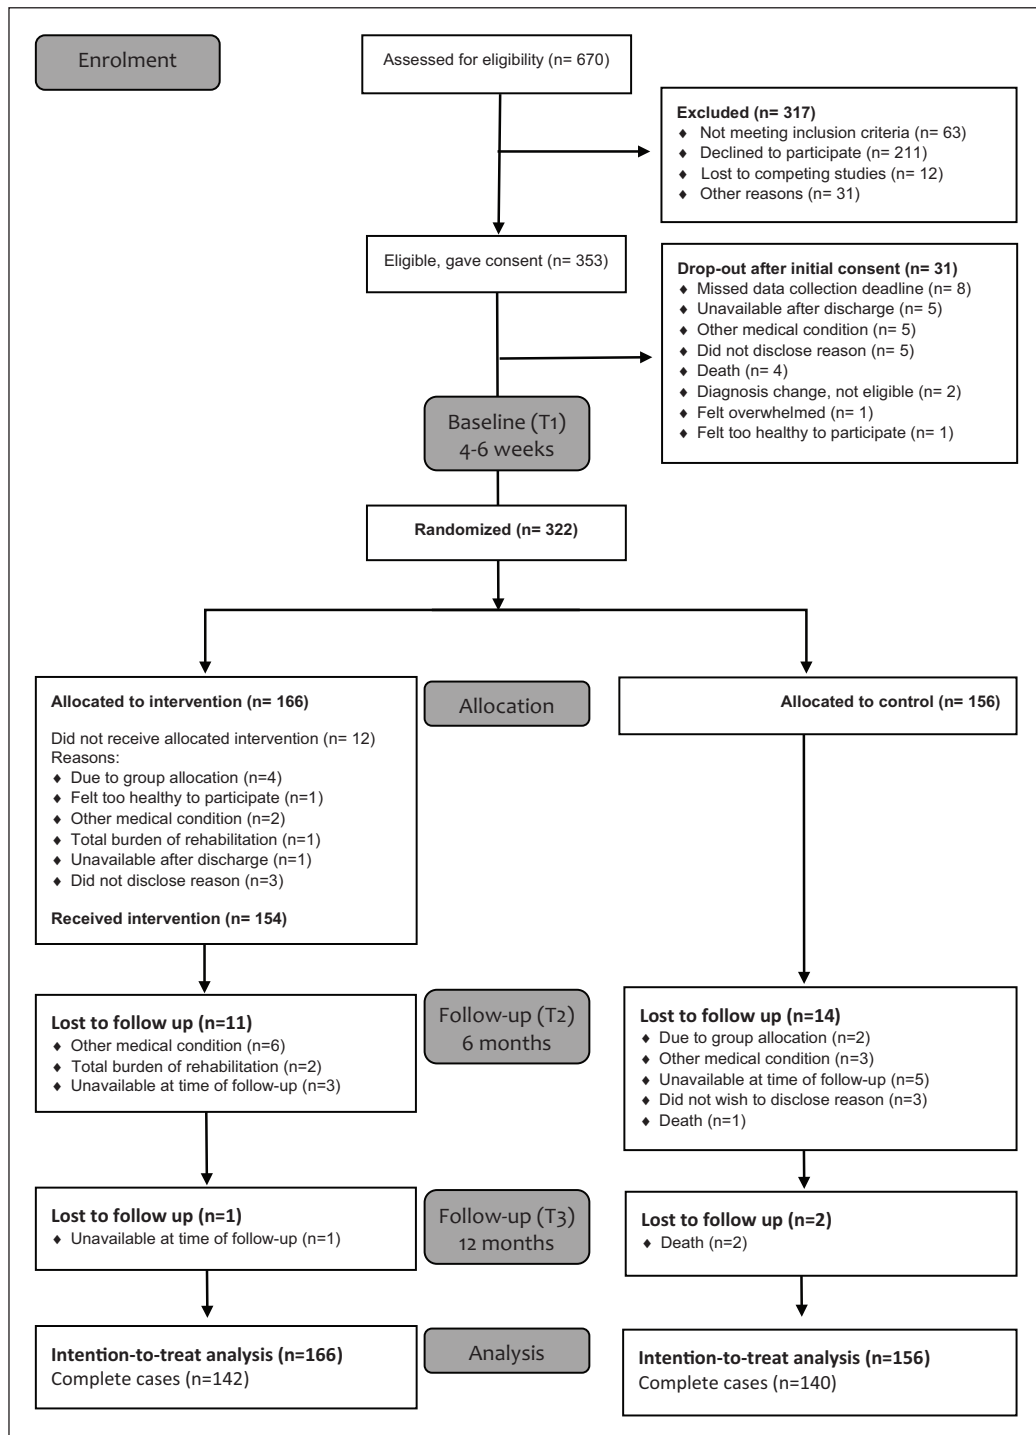 Enrolment
Assessed for eligibility (n= 670)
Excluded (n= 317)
♦ Not meeting inclusion criteria (n= 63)
♦ Declined to participate (n= 211)
♦ Lost to competing studies (n= 12)
♦ Other reasons (n= 31)
Eligible, gave consent (n= 353)
Drop-out after initial consent (n= 31)
♦ Missed data collection deadline (n= 8)
♦ Unavailable after discharge (n= 5)
♦ Other medical condition (n= 5)
♦ Did not disclose reason (n= 5)
♦ Death (n= 4)
♦ Diagnosis change, not eligible (n= 2)
♦ Felt overwhelmed (n= 1)
♦ Felt too healthy to participate (n= 1)
Baseline (T1)
4-6 weeks
Randomized (n= 322)
Allocated to intervention (n= 166)
Did not receive allocated intervention (n= 12)
Reasons:
♦ Due to group allocation (n=4)
♦ Felt too healthy to participate (n=1)
♦ Other medical condition (n=2)
♦ Total burden of rehabilitation (n=1)
♦ Unavailable after discharge (n=1)
♦ Did not disclose reason (n=3)
Received intervention (n= 154)
Allocation
Allocated to control (n= 156)
Lost to follow up (n=11)
♦ Other medical condition (n=6)
♦ Total burden of rehabilitation (n=2)
♦ Unavailable at time of follow-up (n=3)
Follow-up (T2)
6 months
Lost to follow up (n=14)
♦ Due to group allocation (n=2)
♦ Other medical condition (n=3)
♦ Unavailable at time of follow-up (n=5)
♦ Did not wish to disclose reason (n=3)
♦ Death (n=1)
Lost to follow up (n=1)
♦ Unavailable at time of follow-up (n=1)
Follow-up (T3)
12 months
Lost to follow up (n=2)
♦ Death (n=2)
Intention-to-treat analysis (n=166)
Complete cases (n=142)
Analysis
Intention-to-treat analysis (n=156)
Complete cases (n=140)